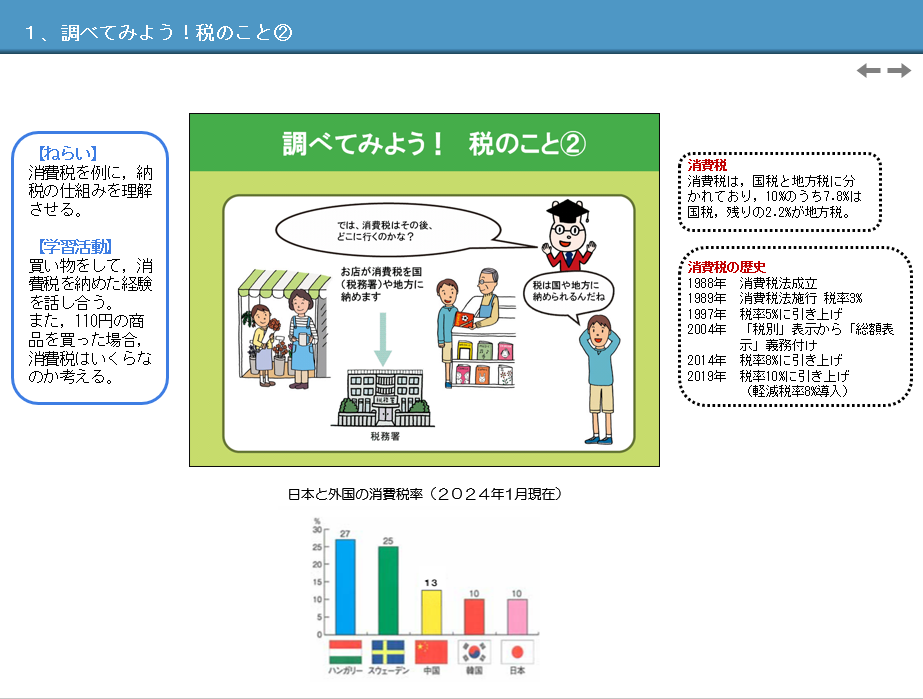 1、調べてみよう！税のこと②
【ねらい】
消費税を例に，納
税の仕組みを理解
させる。
【学習活動】
買い物をして，消
費税を納めた経験
を話し合う。
また，110円の商
品を買った場合，
消費税はいくらな
のか考える。
調べてみよう！ 税のこと②
では、消費税はその後、
どこに行くのかな？
お店が消費税を国
（税務署）や地方に
納めます
税は国や地方に
納められるんだね
税務署
税務署
消費税
消費税は，国税と地方税に分
かれており，10%のうち7.8%は
国税，残りの2.2%が地方税。
消費税の歴史
1988年 消費税法成立
1989年 消費税法施行 税率3%
1997年 税率5%に引き上げ
2004年 「税別」表示から「総額表
示」義務付け
2014年 税率8%に引き上げ
2019年 税率10%に引き上げ
（軽減税率8%導入）
日本と外国の消費税率（２０２４年1月現在）
%
30
25
20
15
10
5
0
27
25
13
10
10
ハンガリー スウェーデン 中国 韓国 日本